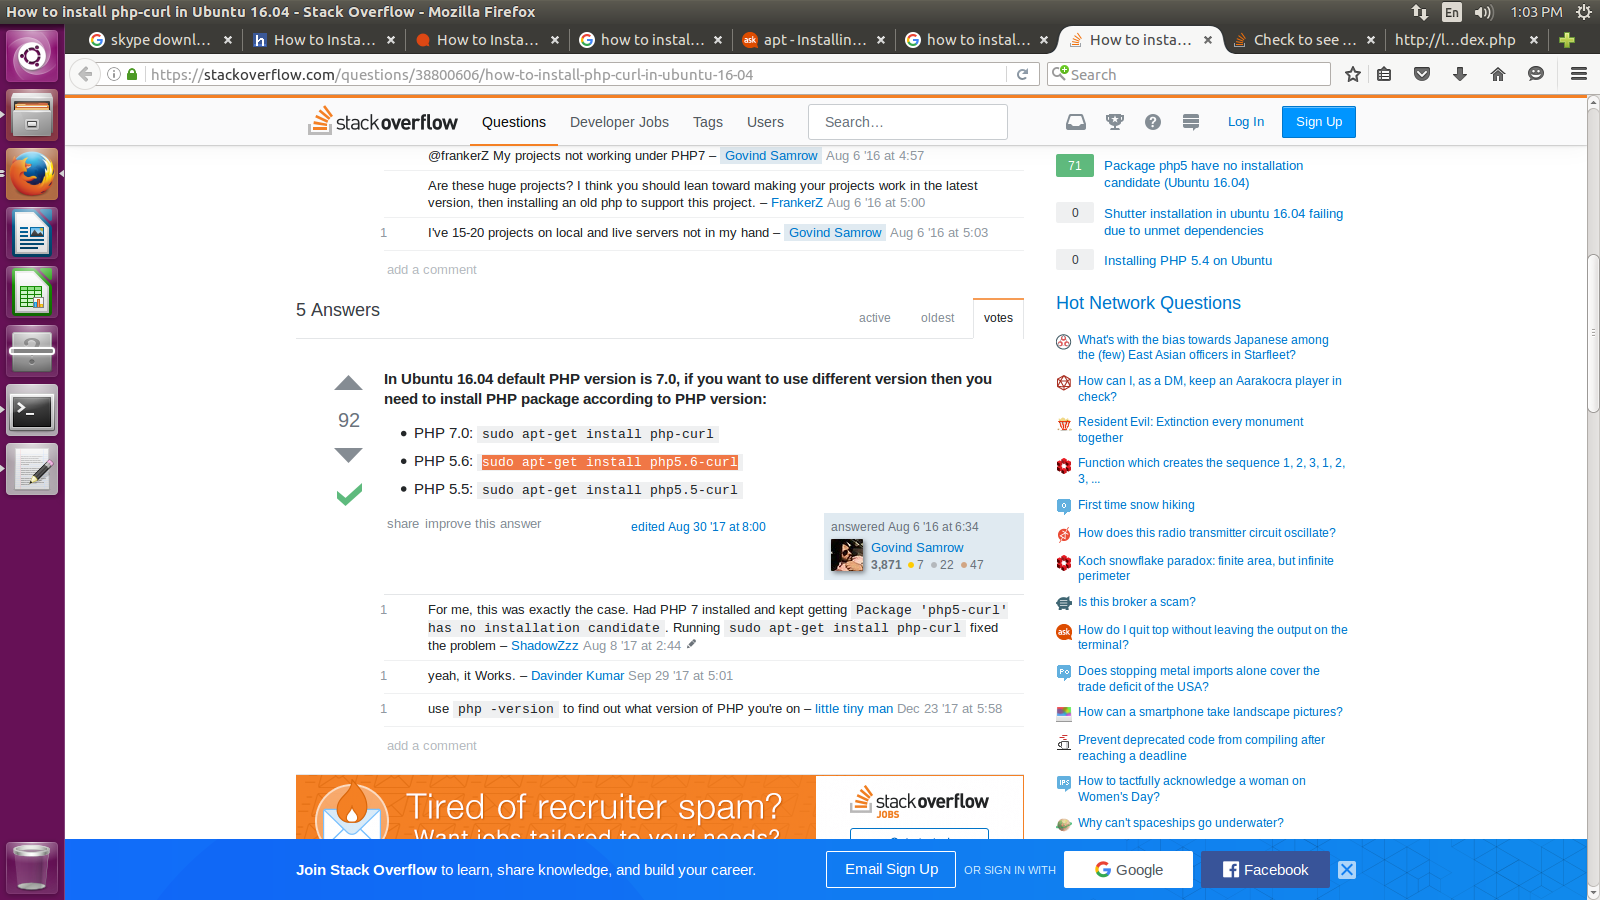 How to install php-curl in Ubuntu 16.04 - Stack Overflow - Mozilla Firefox
En
1:03 PM
skype downl...
How to Insta...
How to Insta...
how to instal...
apt - Installin...
how to instal...
How to insta...
Check to see ...
http://l...dex.php
https://stackoverflow.com/questions/38800606/how-to-install-php-curl-in-ubuntu-16-04
Search
stackoverflow
Questions
Developer Jobs
Tags
Users
Search...
Log In
Sign Up
@frankerZ My projects not working under PHP7 – Govind Samrow Aug 6 '16 at 4:57
Are these huge projects? I think you should lean toward making your projects work in the latest
version, then installing an old php to support this project. – FrankerZ Aug 6 '16 at 5:00
1 I've 15-20 projects on local and live servers not in my hand – Govind Samrow Aug 6 '16 at 5:03
add a comment
5 Answers
active
oldest
votes
92
In Ubuntu 16.04 default PHP version is 7.0, if you want to use different version then you
need to install PHP package according to PHP version:
• PHP 7.0: sudo apt-get install php-curl
• PHP 5.6: sudo apt-get install php5.6-curl
• PHP 5.5: sudo apt-get install php5.5-curl
share improve this answer
edited Aug 30 '17 at 8:00
answered Aug 6 '16 at 6:34
Govind Samrow
3,871 ●7 ●22 ●47
1 For me, this was exactly the case. Had PHP 7 installed and kept getting Package 'php5-curl'
has no installation candidate. Running sudo apt-get install php-curl fixed
the problem – ShadowZzz Aug 8 '17 at 2:44
1 yeah, it Works. – Davinder Kumar Sep 29 '17 at 5:01
1 use php -version to find out what version of PHP you're on – little tiny man Dec 23 '17 at 5:58
add a comment
Tired of recruiter spam?
Want jobs tailored to your needs?
stackoverflow
JOBS
71 Package php5 have no installation
candidate (Ubuntu 16.04)
0 Shutter installation in ubuntu 16.04 failing
due to unmet dependencies
0 Installing PHP 5.4 on Ubuntu
Hot Network Questions
What's with the bias towards Japanese among
the (few) East Asian officers in Starfleet?
How can I, as a DM, keep an Aarakocra player in
check?
Resident Evil: Extinction every monument
together
Function which creates the sequence 1, 2, 3, 1, 2,
3, ...
First time snow hiking
How does this radio transmitter circuit oscillate?
Koch snowflake paradox: finite area, but infinite
perimeter
Is this broker a scam?
ask How do I quit top without leaving the output on the
terminal?
Po Does stopping metal imports alone cover the
trade deficit of the USA?
How can a smartphone take landscape pictures?
Prevent deprecated code from compiling after
reaching a deadline
IPS How to tactfully acknowledge a woman on
Women's Day?
Why can't spaceships go underwater?
Join Stack Overflow to learn, share knowledge, and build your career.
Email Sign Up
OR SIGN IN WITH
Google
Facebook